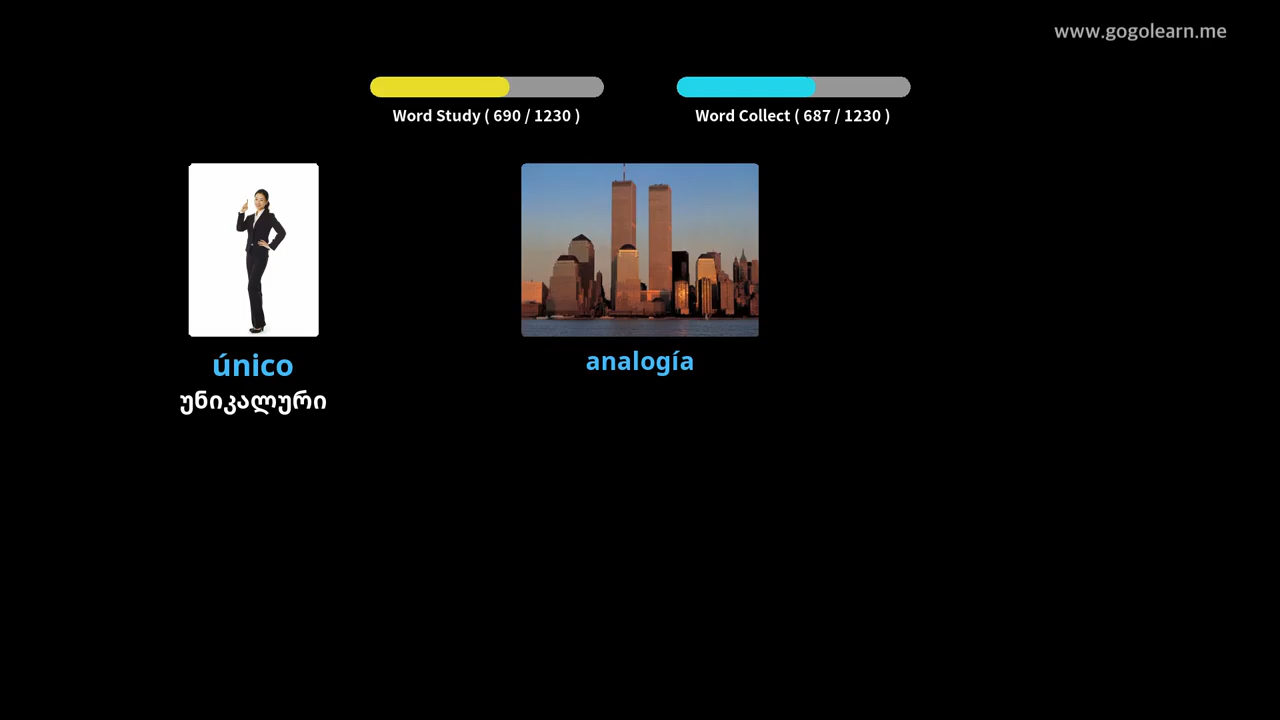 www.gogolearn.me
Word Study ( 690 / 1230 )
Word Collect ( 687 / 1230 )
único
უნიკალური
analogía